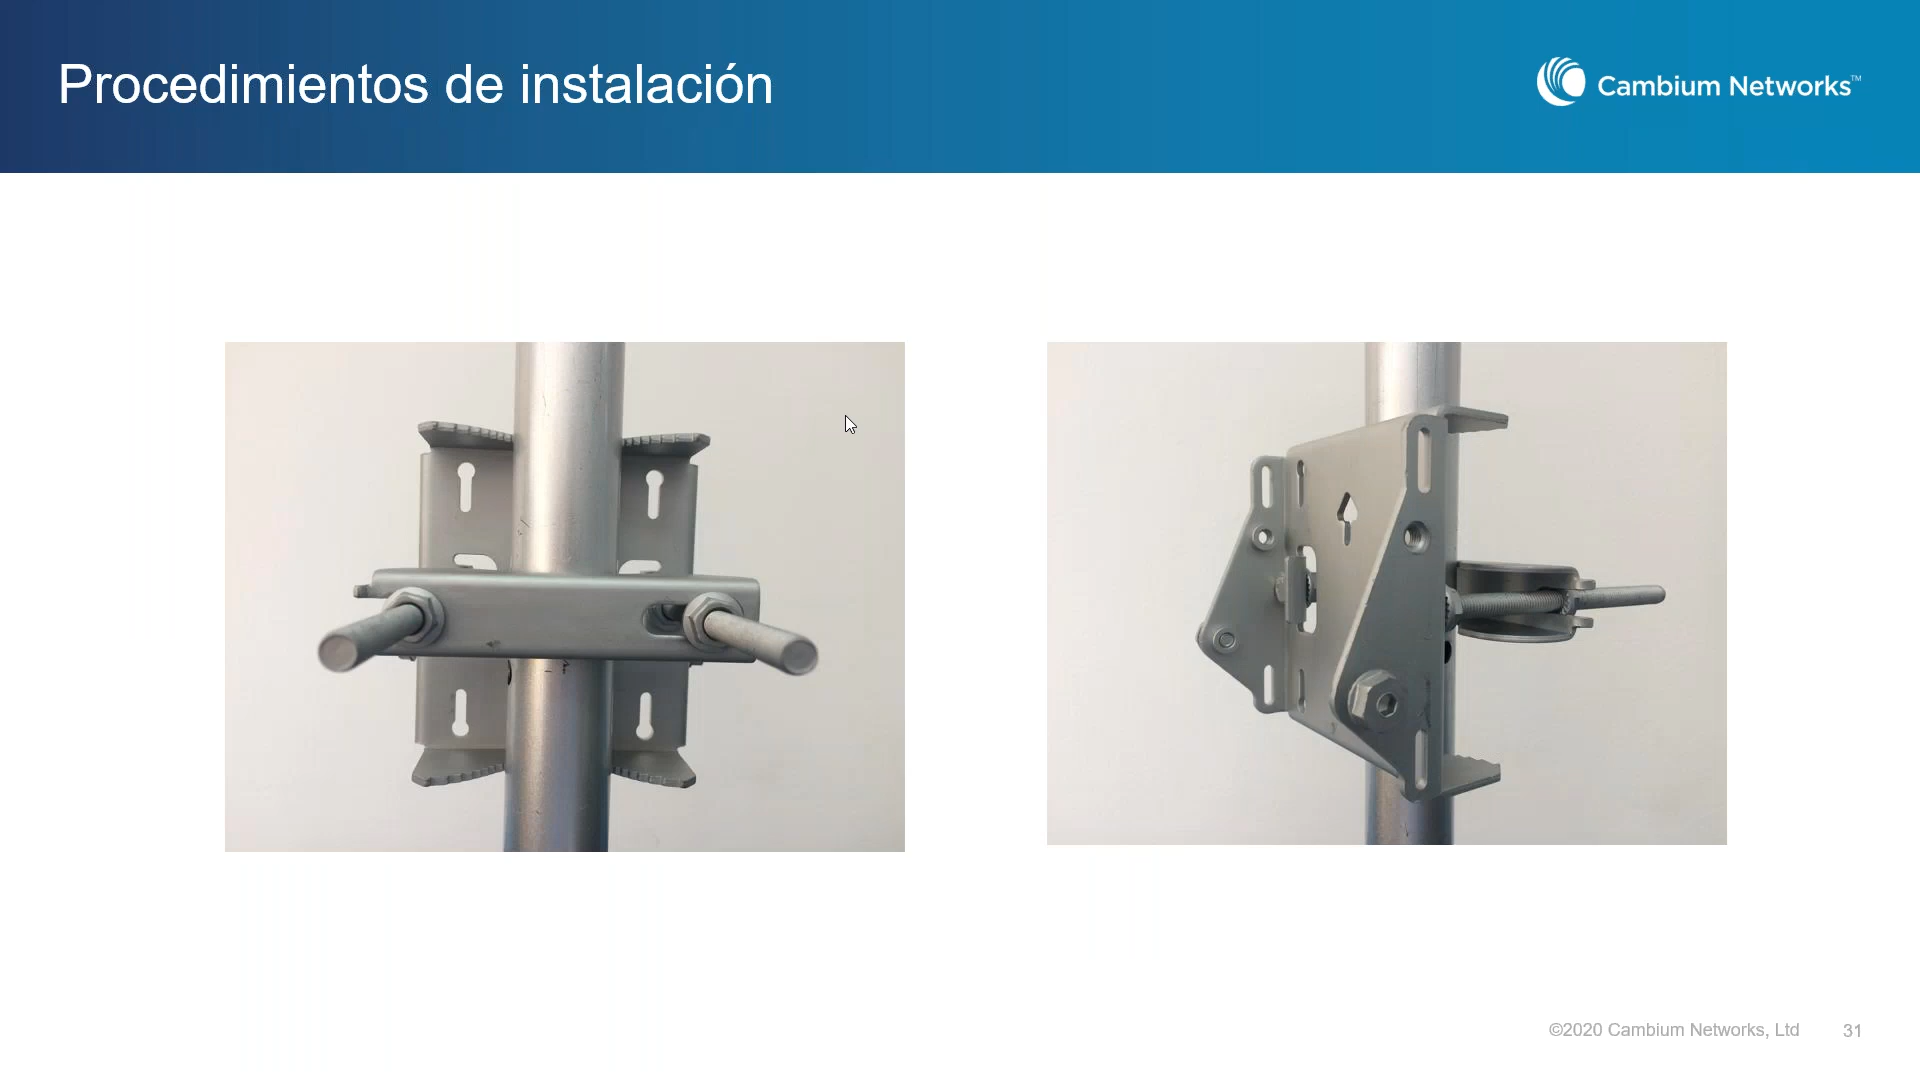 Procedimientos de instalación
Cambium Networks™
©2020 Cambium Networks, Ltd
31